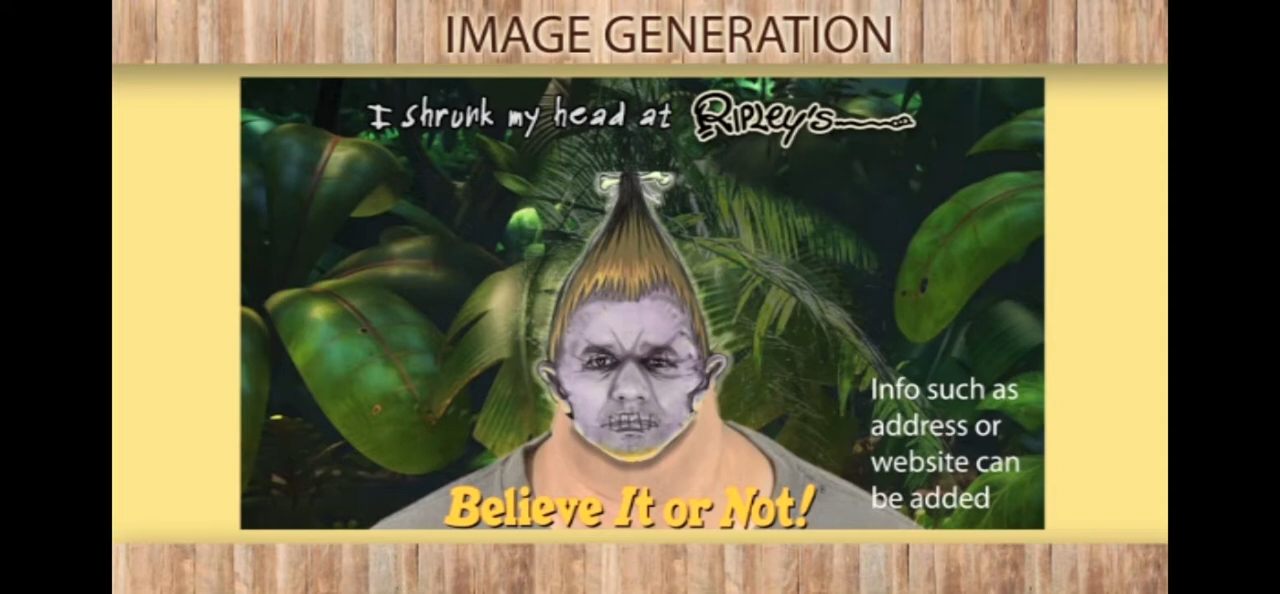 IMAGE GENERATION
I shrunk my head at RIPLEY'S
Info such as
address or
website can
be added
Believe It or Not!